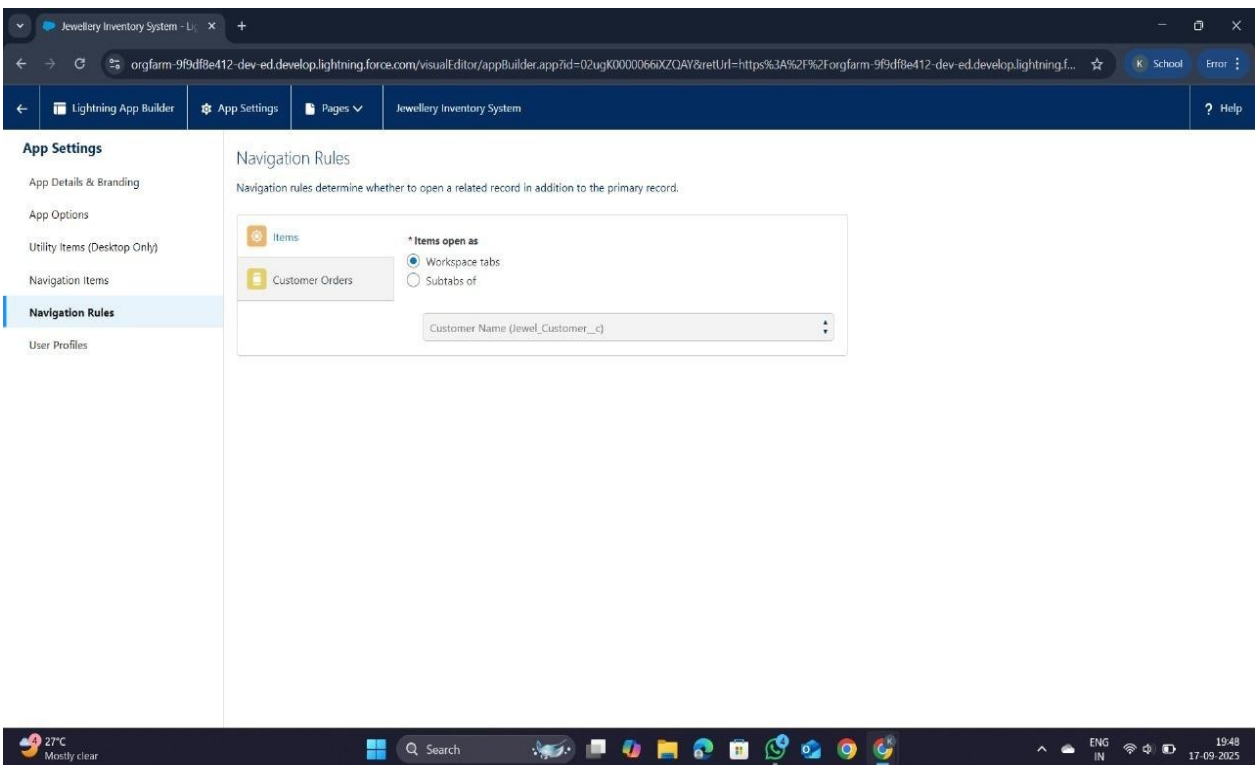 Jewellery Inventory System - Lig
orgfarm-9f9df8e412-dev-ed.develop.lightning.force.com/visualEditor/appBuilder.app?id=02ugK0000066iXZQAY&retUrl=https%3A%2F%2Forgfarm-9f9df8e412-dev-ed.develop.lightning.f...
K School Error
Lightning App Builder App Settings Pages Jewellery Inventory System ? Help
App Settings
App Details & Branding
App Options
Utility Items (Desktop Only)
Navigation Items
Navigation Rules
User Profiles
Navigation Rules
Navigation rules determine whether to open a related record in addition to the primary record.
Items
Customer Orders
* Items open as
Workspace tabs
Subtabs of
Customer Name (Jewel_Customer__c)
4 27°C
Mostly clear
Search
4
K
ENG
IN
19:48
17-09-2025